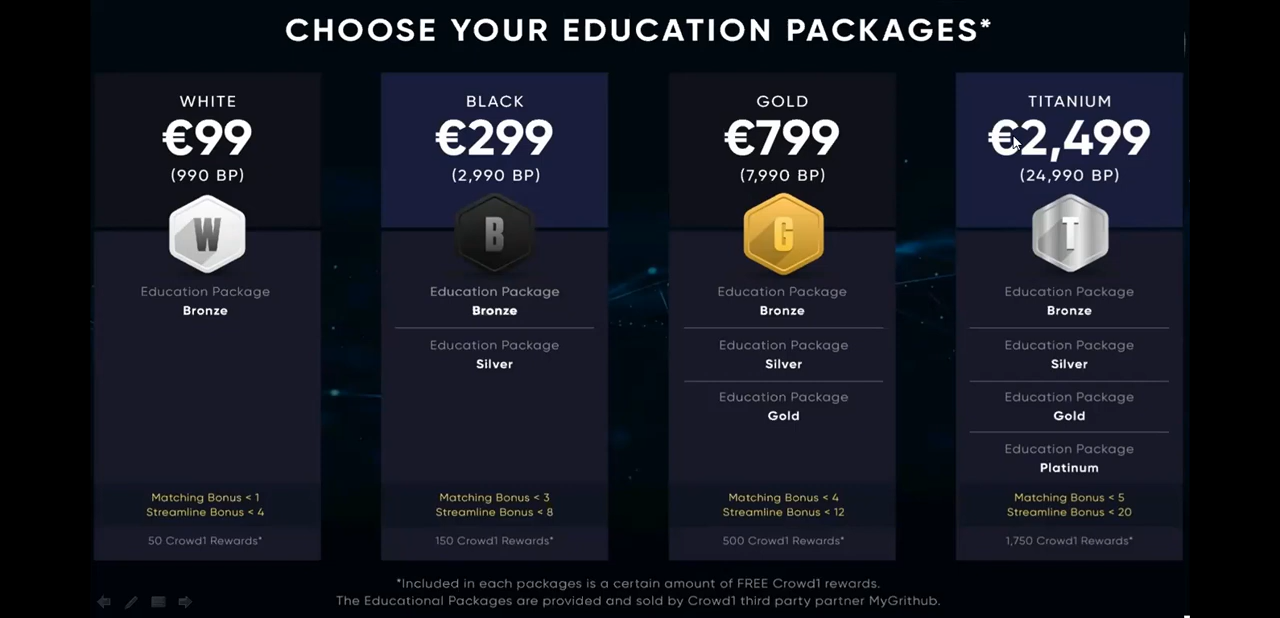 CHOOSE YOUR EDUCATION PACKAGES*
WHITE
€99
(990 BP)
W
Education Package
Bronze
Matching Bonus < 1
Streamline Bonus < 4
50 Crowd1 Rewards*
BLACK
€299
(2,990 BP)
B
Education Package
Bronze
Education Package
Silver
Matching Bonus < 3
Streamline Bonus < 8
150 Crowd1 Rewards*
GOLD
€799
(7,990 BP)
G
Education Package
Bronze
Education Package
Silver
Education Package
Gold
Matching Bonus < 4
Streamline Bonus < 12
500 Crowd1 Rewards*
TITANIUM
€2,499
(24,990 BP)
T
Education Package
Bronze
Education Package
Silver
Education Package
Gold
Education Package
Platinum
Matching Bonus < 5
Streamline Bonus < 20
1,750 Crowd1 Rewards*
*Included in each packages is a certain amount of FREE Crowd1 rewards.
The Educational Packages are provided and sold by Crowd1 third party partner MyGrithub.